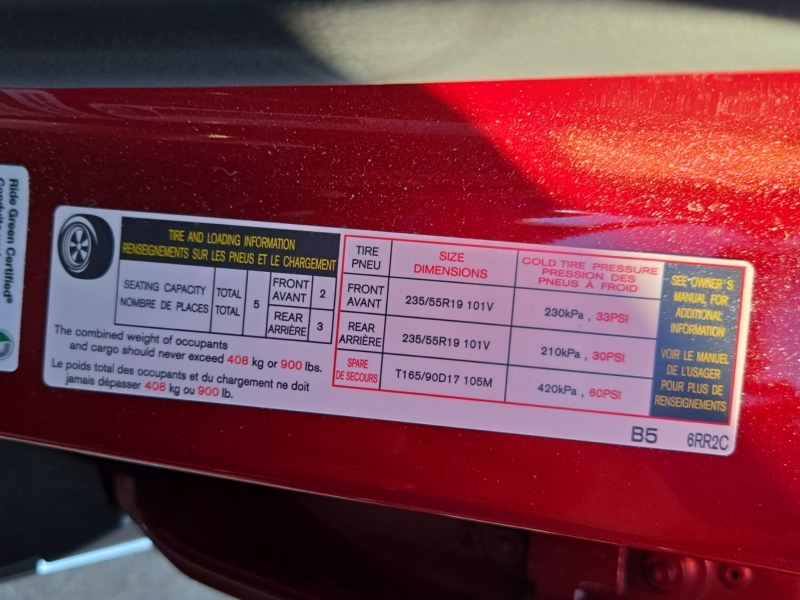 Ride Green Certified®
TIRE AND LOADING INFORMATION
RENSEIGNEMENTS SUR LES PNEUS ET LE CHARGEMENT
SEATING CAPACITY
NOMBRE DE PLACES
TOTAL
TOTAL
5
FRONT
AVANT
2
REAR
ARRIÈRE
3
The combined weight of occupants
and cargo should never exceed 408 kg or 900 lbs.
Le poids total des occupants et du chargement ne doit
jamais dépasser 408 kg ou 900 lb.
TIRE
PNEU
SIZE
DIMENSIONS
COLD TIRE PRESSURE
PRESSION DES
PNEUS À FROID
FRONT
AVANT
235/55R19 101V
230kPa , 33PSI
REAR
ARRIÈRE
235/55R19 101V
210kPa , 30PSI
SPARE
DE SECOURS
T165/90D17 105M
420kPa , 60PSI
SEE OWNER'S
MANUAL FOR
ADDITIONAL
INFORMATION
VOIR LE MANUEL
DE L'USAGER
POUR PLUS DE
RENSEIGNEMENTS
B5 6RR2C